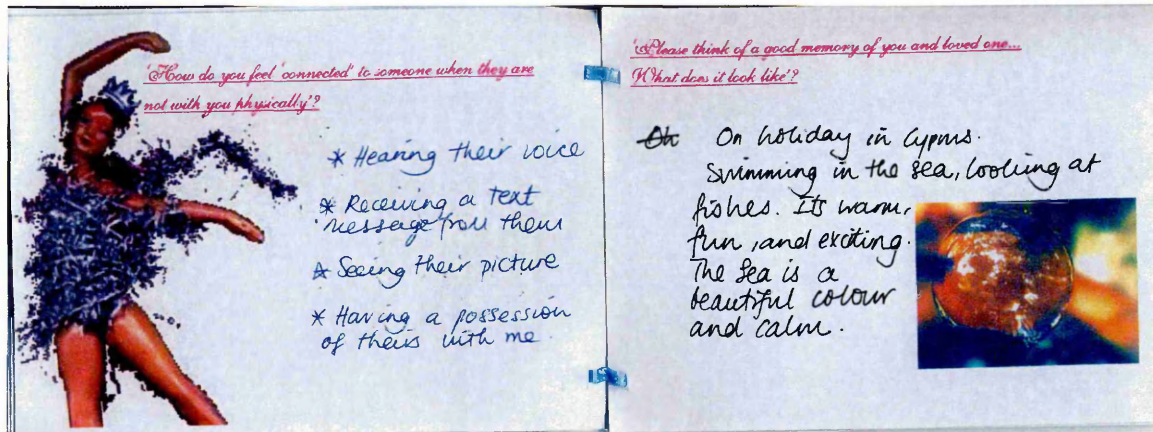 'How do you feel 'connected' to someone when they are
not with you physically'?
* Hearing their voice
* Receiving a text
message from them
* Seeing their picture
* Having a possession
of theirs with me.
'Please think of a good memory of you and loved one...
What does it look like'?
Oh On holiday in Cyprus.
Swimming in the sea, looking at
fishes. Its warm,
fun, and exciting.
The sea is a
beautiful colour
and calm.